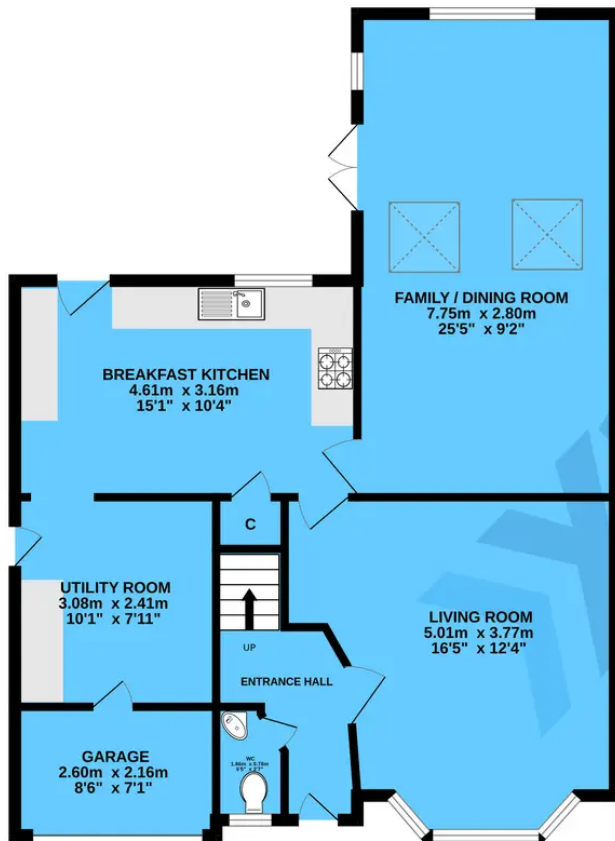 FAMILY / DINING ROOM
7.75m x 2.80m
25'5" x 9'2"
BREAKFAST KITCHEN
4.61m x 3.16m
15'1" x 10'4"
C
UTILITY ROOM
3.08m x 2.41m
10'1" x 7'11"
UP
ENTRANCE HALL
LIVING ROOM
5.01m x 3.77m
16'5" x 12'4"
GARAGE
2.60m x 2.16m
8'6" x 7'1"
WC